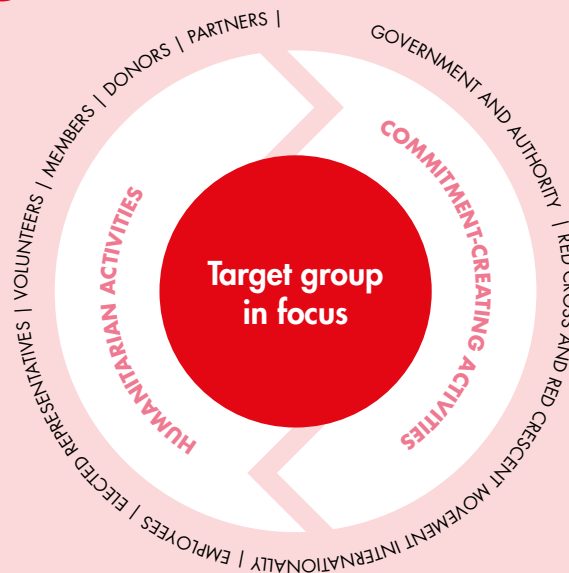 GOVERNMENT AND AUTHORITY | RED CROSS AND RED CRESCENT MOVEMENT INTERNATIONALLY | EMPLOYEES | ELECTED REPRESENTATIVES | VOLUNTEERS | MEMBERS | DONORS | PARTNERS |
HUMANITARIAN ACTIVITIES
COMMITMENT-CREATING ACTIVITIES
Target group
in focus